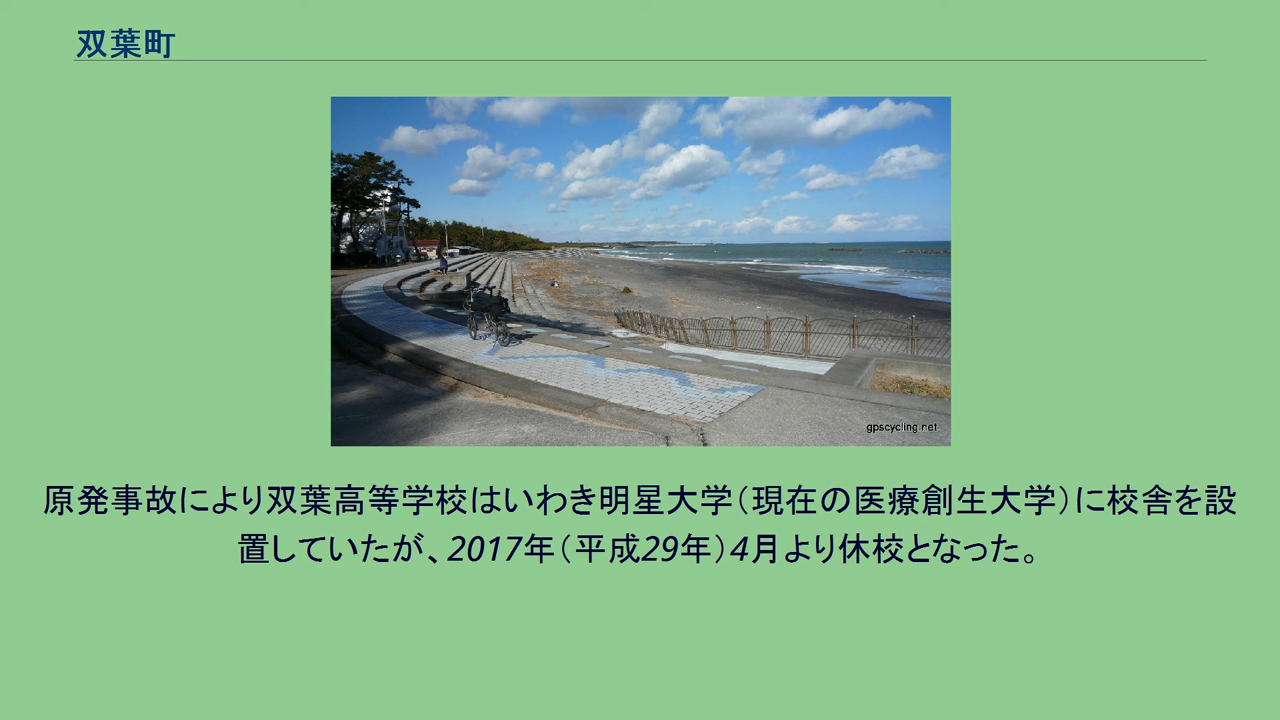 双葉町
gpscycling.net
原発事故により双葉高等学校はいわき明星大学（現在の医療創生大学）に校舎を設
置していたが、2017年（平成29年）4月より休校となった。